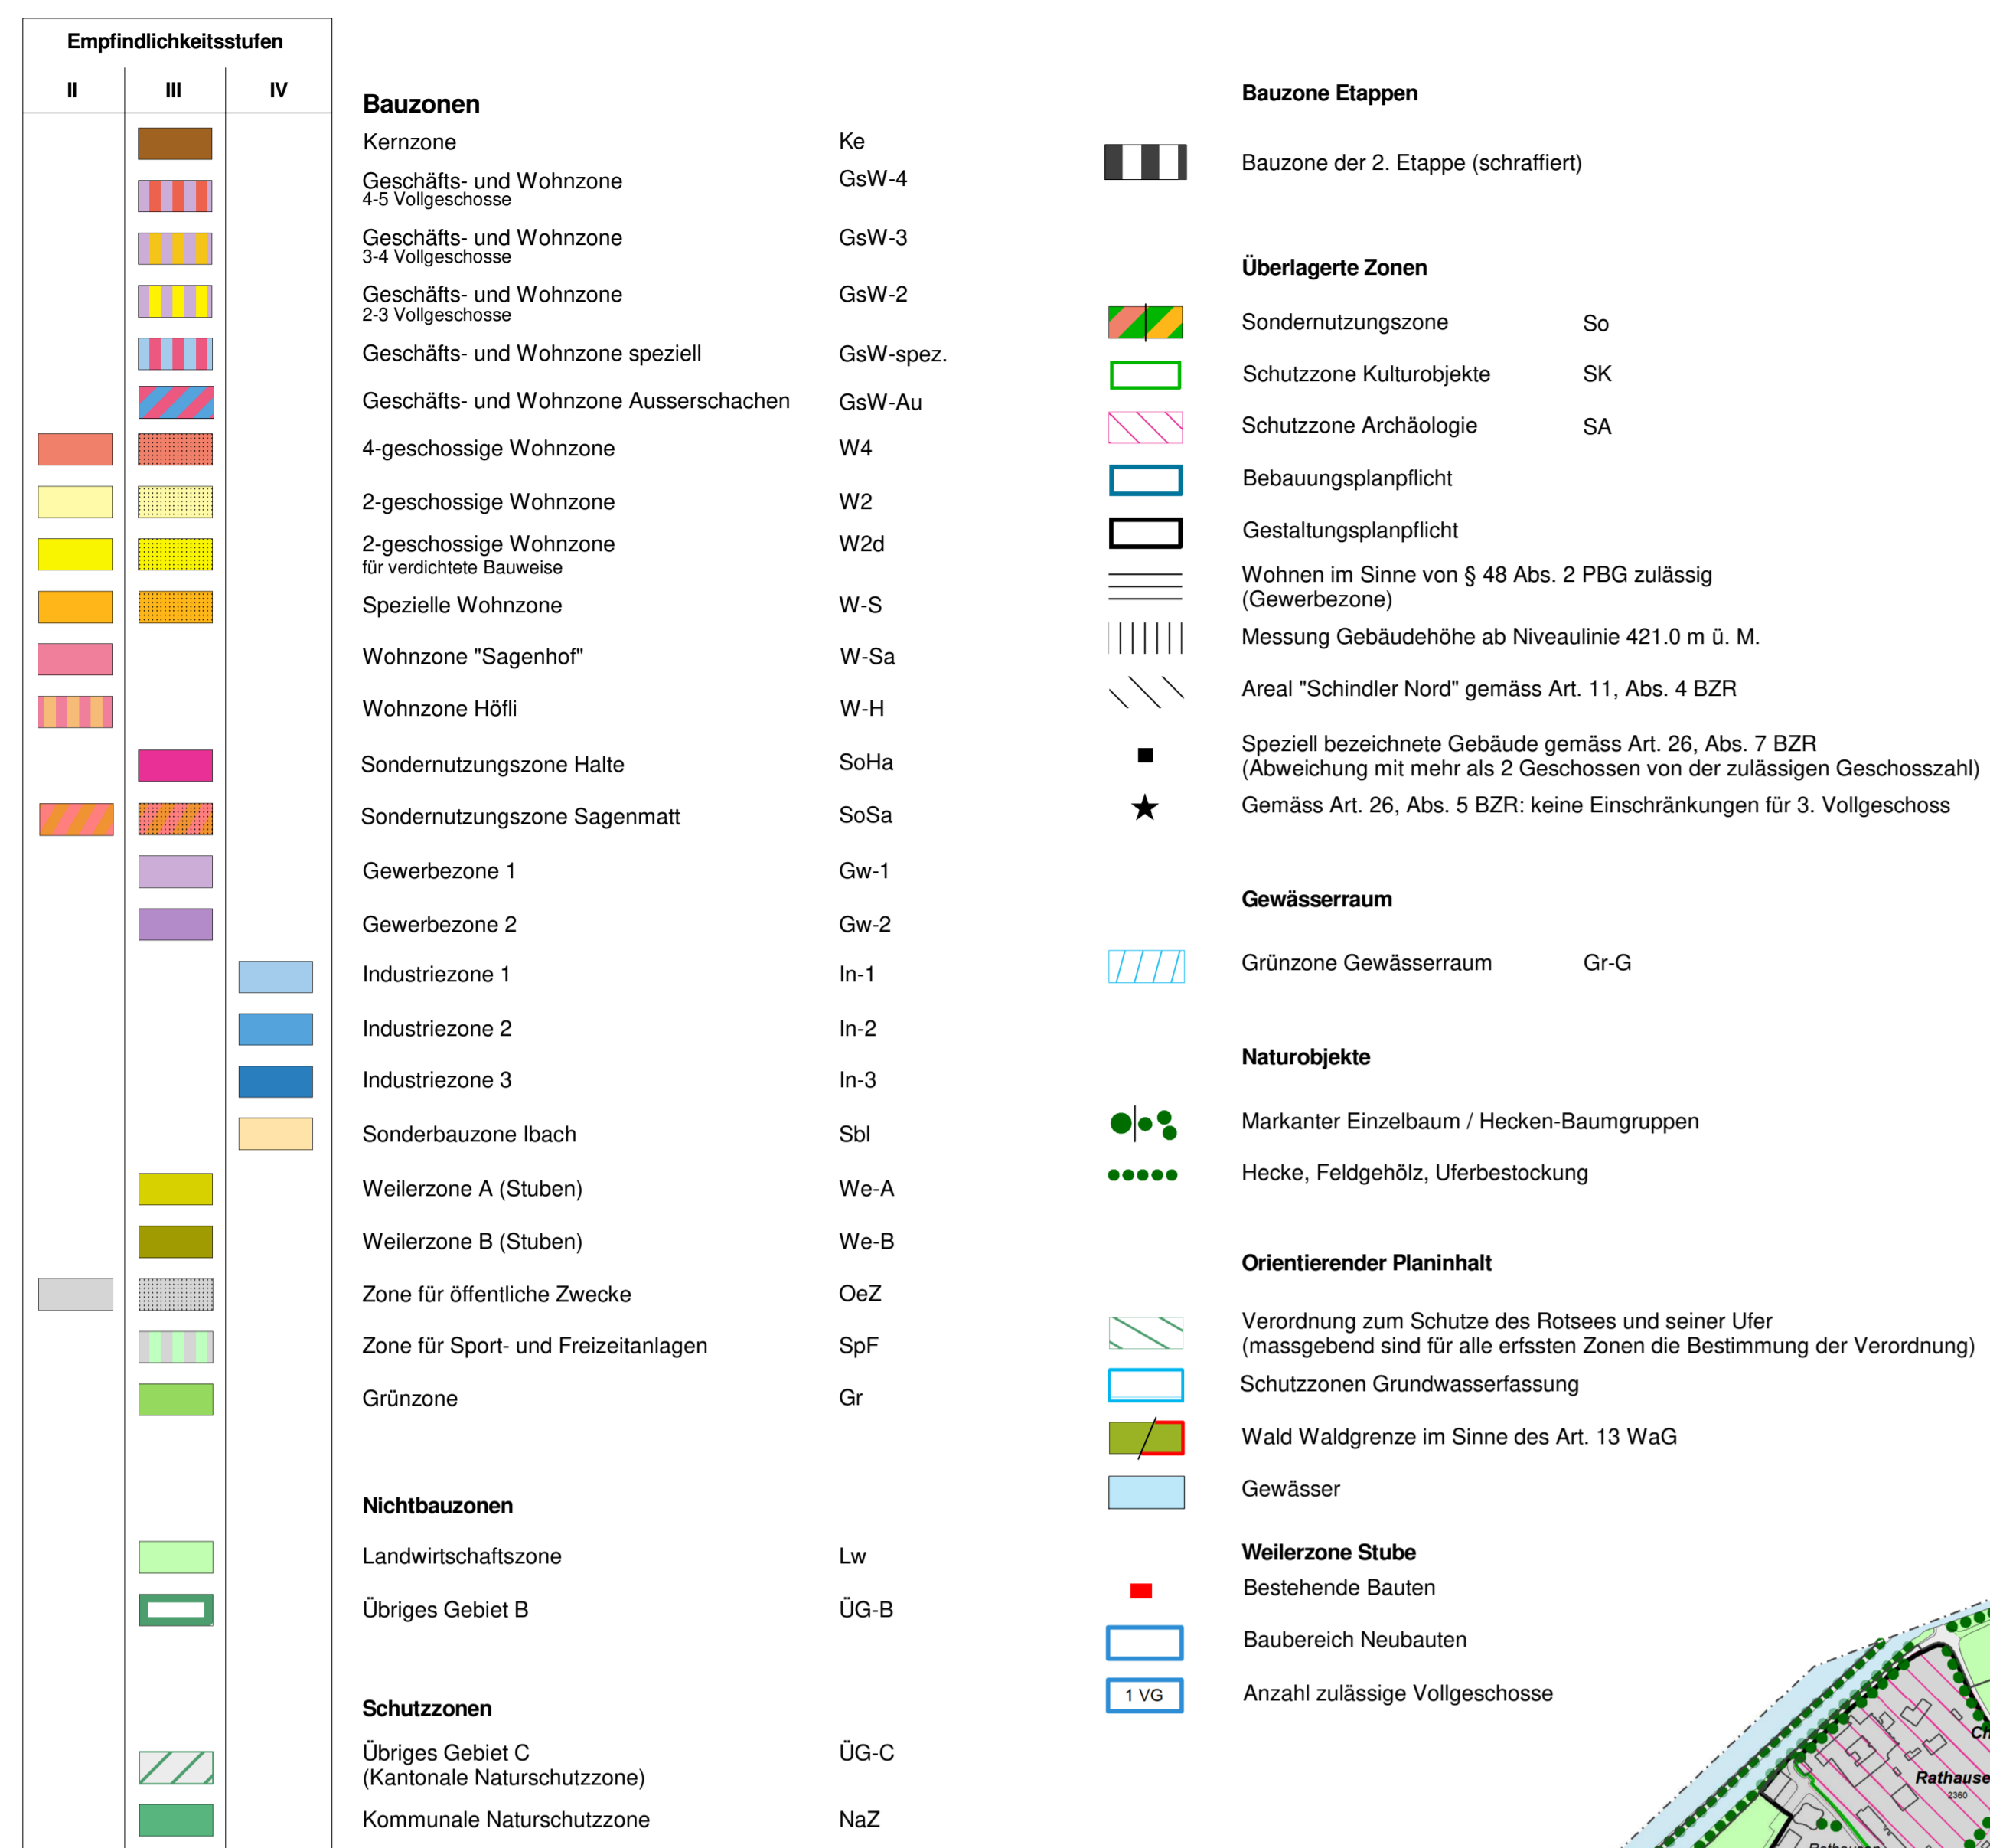 Empfindlichkeitsstufen
II III IV
Bauzonen
Kernzone Ke
Geschäfts- und Wohnzone GsW-4
4-5 Vollgeschosse
Geschäfts- und Wohnzone GsW-3
3-4 Vollgeschosse
Geschäfts- und Wohnzone GsW-2
2-3 Vollgeschosse
Geschäfts- und Wohnzone speziell GsW-spez.
Geschäfts- und Wohnzone Ausserschachen GsW-Au
4-geschossige Wohnzone W4
2-geschossige Wohnzone W2
2-geschossige Wohnzone W2d
für verdichtete Bauweise
Spezielle Wohnzone W-S
Wohnzone "Sagenhof" W-Sa
Wohnzone Höfli W-H
Sondernutzungszone Halte SoHa
Sondernutzungszone Sagenmatt SoSa
Gewerbezone 1 Gw-1
Gewerbezone 2 Gw-2
Industriezone 1 In-1
Industriezone 2 In-2
Industriezone 3 In-3
Sonderbauzone Ibach Sbl
Weilerzone A (Stuben) We-A
Weilerzone B (Stuben) We-B
Zone für öffentliche Zwecke OeZ
Zone für Sport- und Freizeitanlagen SpF
Grünzone Gr
Nichtbauzonen
Landwirtschaftszone Lw
Übriges Gebiet B ÜG-B
Schutzzonen
Übriges Gebiet C ÜG-C
(Kantonale Naturschutzzone)
Kommunale Naturschutzzone NaZ
Bauzone Etappen
Bauzone der 2. Etappe (schraffiert)
Überlagerte Zonen
Sondernutzungszone So
Schutzzone Kulturobjekte SK
Schutzzone Archäologie SA
Bebauungsplanpflicht
Gestaltungsplanpflicht
Wohnen im Sinne von § 48 Abs. 2 PBG zulässig
(Gewerbezone)
Messung Gebäudehöhe ab Niveaulinie 421.0 m ü. M.
Areal "Schindler Nord" gemäss Art. 11, Abs. 4 BZR
Speziell bezeichnete Gebäude gemäss Art. 26, Abs. 7 BZR
(Abweichung mit mehr als 2 Geschossen von der zulässigen Geschosszahl)
Gemäss Art. 26, Abs. 5 BZR: keine Einschränkungen für 3. Vollgeschoss
Gewässerraum
Grünzone Gewässerraum Gr-G
Naturobjekte
Markanter Einzelbaum / Hecken-Baumgruppen
Hecke, Feldgehölz, Uferbestockung
Orientierender Planinhalt
Verordnung zum Schutze des Rotsees und seiner Ufer
(massgebend sind für alle erfssten Zonen die Bestimmung der Verordnung)
Schutzzonen Grundwasserfassung
Wald Waldgrenze im Sinne des Art. 13 WaG
Gewässer
Weilerzone Stube
Bestehende Bauten
Baubereich Neubauten
1 VG Anzahl zulässige Vollgeschosse
Ch
Rathause
2360